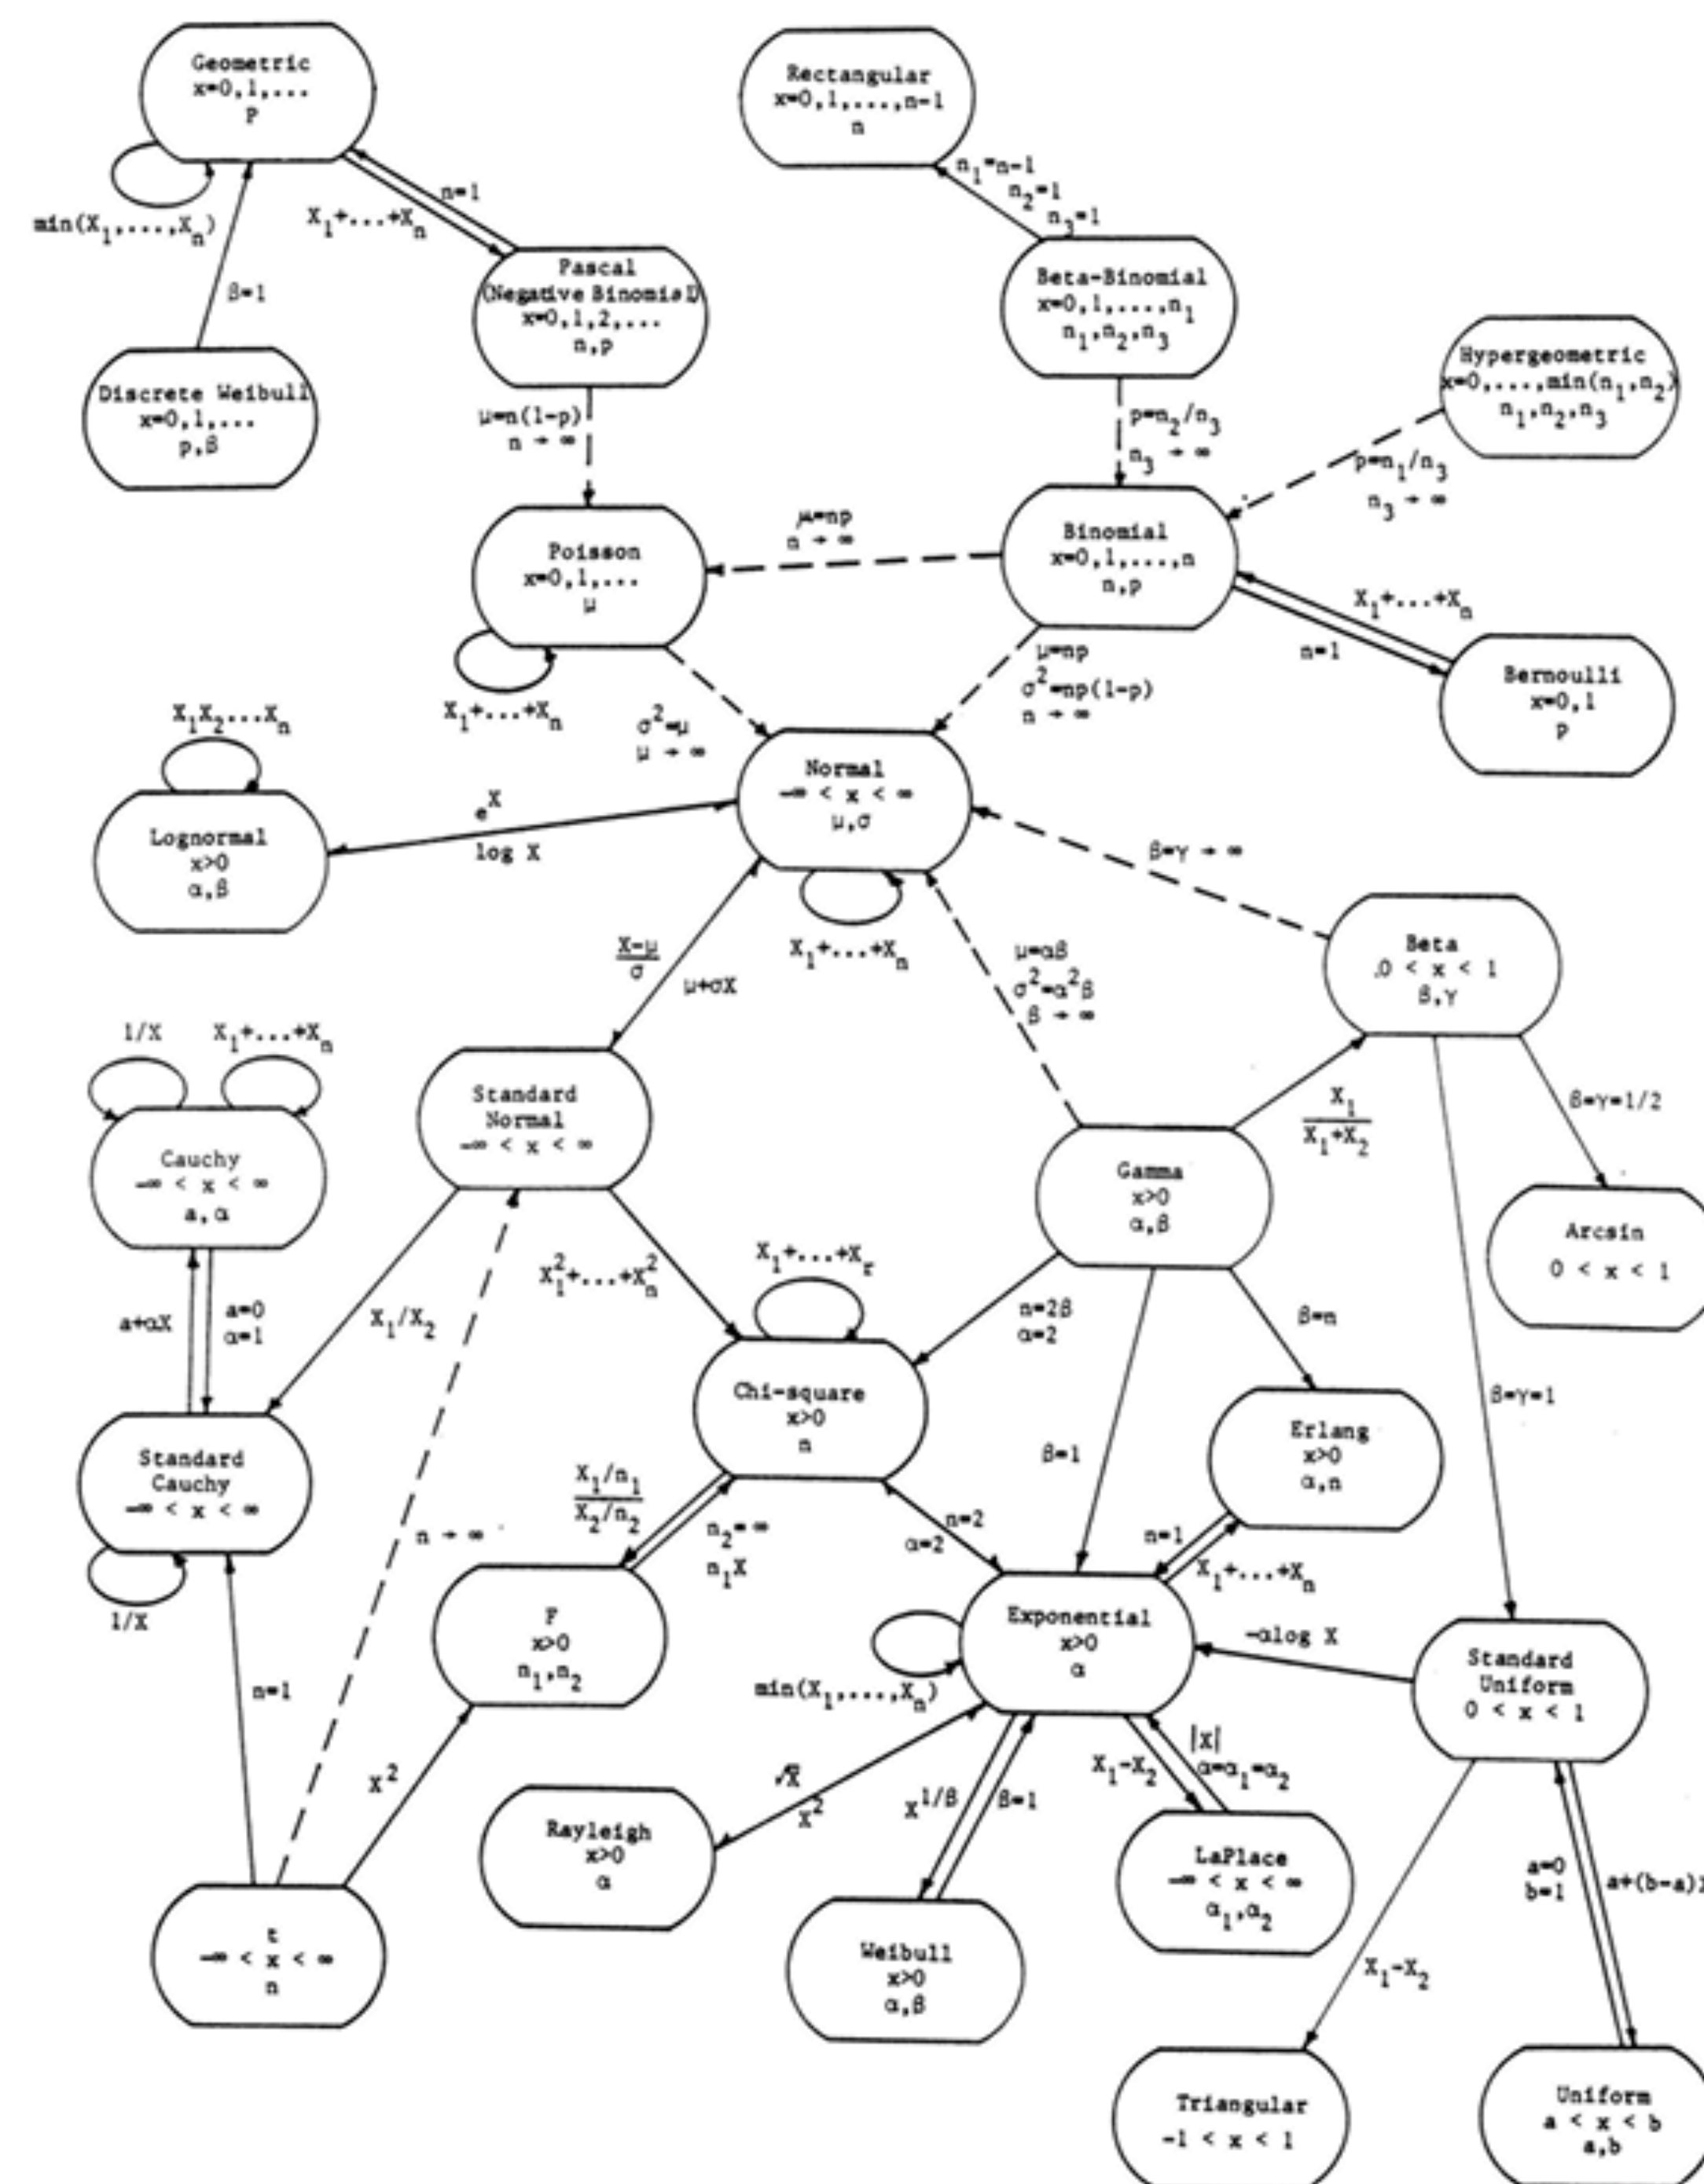 Geometric
x=0,1,...
p
min(X₁,...,Xₙ)
n=1
X₁+...+Xₙ
β=1
Discrete Weibull
x=0,1,...
p,β
Pascal
(Negative Binomial)
x=0,1,2,...
n,p
μ=n(1-p)
n → ∞
Rectangular
x=0,1,...,n-1
n
n₁=n-1
n₂=1
n₃=1
Beta-Binomial
x=0,1,...,n₁
n₁,n₂,n₃
p=n₂/n₃
n₃ → ∞
Hypergeometric
x=0,...,min(n₁,n₂)
n₁,n₂,n₃
p=n₁/n₃
n₃ → ∞
Poisson
x=0,1,...
μ
X₁+...+Xₙ
μ=np
n → ∞
Binomial
x=0,1,...,n
n,p
X₁+...+Xₙ
n=1
Bernoulli
x=0,1
p
σ²=μ
μ → ∞
μ=np
σ²=np(1-p)
n → ∞
X₁X₂...Xₙ
Lognormal
x>0
α,β
eˣ
log X
Normal
-∞ < x < ∞
μ,σ
X₁+...+Xₙ
β=γ → ∞
X-μ
σ
μ+σX
μ=αβ
σ²=α²β
β → ∞
Beta
0 < x < 1
β,γ
β=γ=1/2
Arcsin
0 < x < 1
X₁
X₁+X₂
1/X
X₁+...+Xₙ
Cauchy
-∞ < x < ∞
a,α
Standard
Normal
-∞ < x < ∞
Gamma
x>0
α,β
a+αX
a=0
α=1
X₁/X₂
X₁²+...+Xₙ²
X₁+...+Xᵣ
n=2β
α=2
β=n
β=1
β=γ=1
Standard
Cauchy
-∞ < x < ∞
1/X
Chi-square
x>0
n
Erlang
x>0
α,n
X₁/n₁
X₂/n₂
n₂=∞
n₁X
n → ∞
n=2
α=2
n=1
X₁+...+Xₙ
F
x>0
n₁,n₂
Exponential
x>0
α
min(X₁,...,Xₙ)
-αlog X
Standard
Uniform
0 < x < 1
n=1
X²
√X
X²
X^1/β
β=1
X₁-X₂
|X|
α=α₁=α₂
Rayleigh
x>0
α
LaPlace
-∞ < x < ∞
α₁,α₂
t
-∞ < x < ∞
n
Weibull
x>0
α,β
a=0
b=1
a+(b-a)
X₁-X₂
Triangular
-1 < x < 1
Uniform
a < x < b
a,b